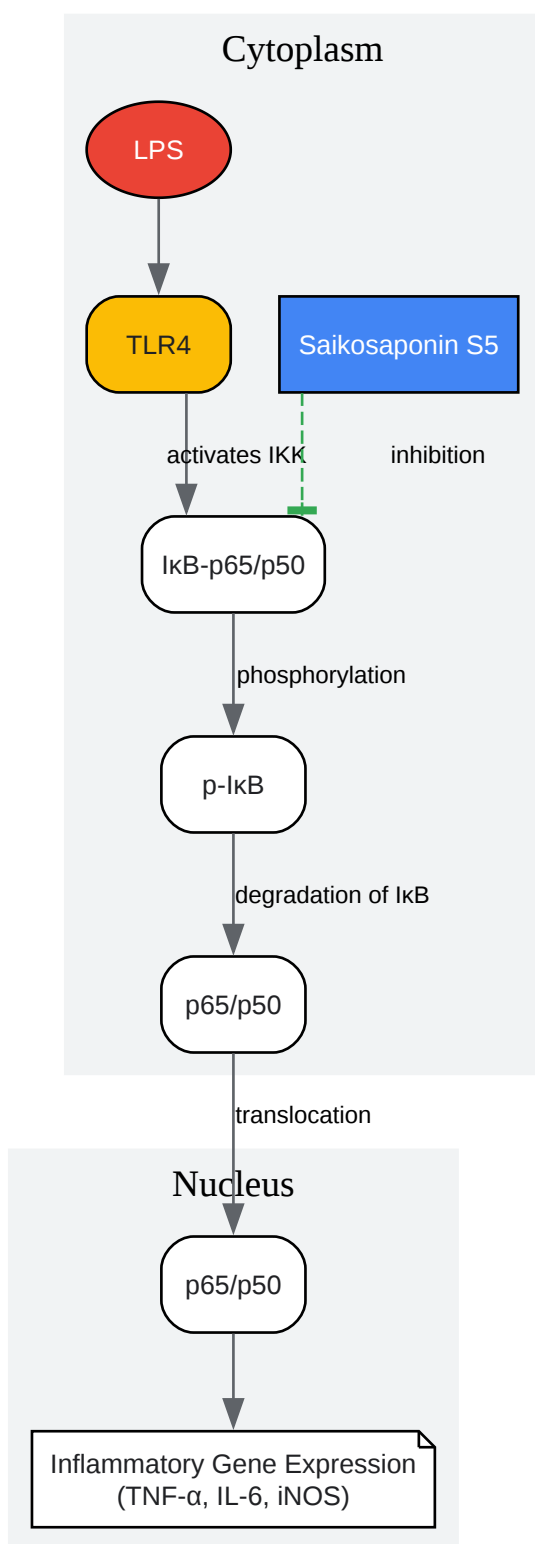 Cytoplasm
LPS
TLR4
Saikosaponin S5
activates IKK
inhibition
IκB-p65/p50
phosphorylation
p-IκB
degradation of IκB
p65/p50
translocation
Nucleus
p65/p50
Inflammatory Gene Expression
(TNF-α, IL-6, iNOS)